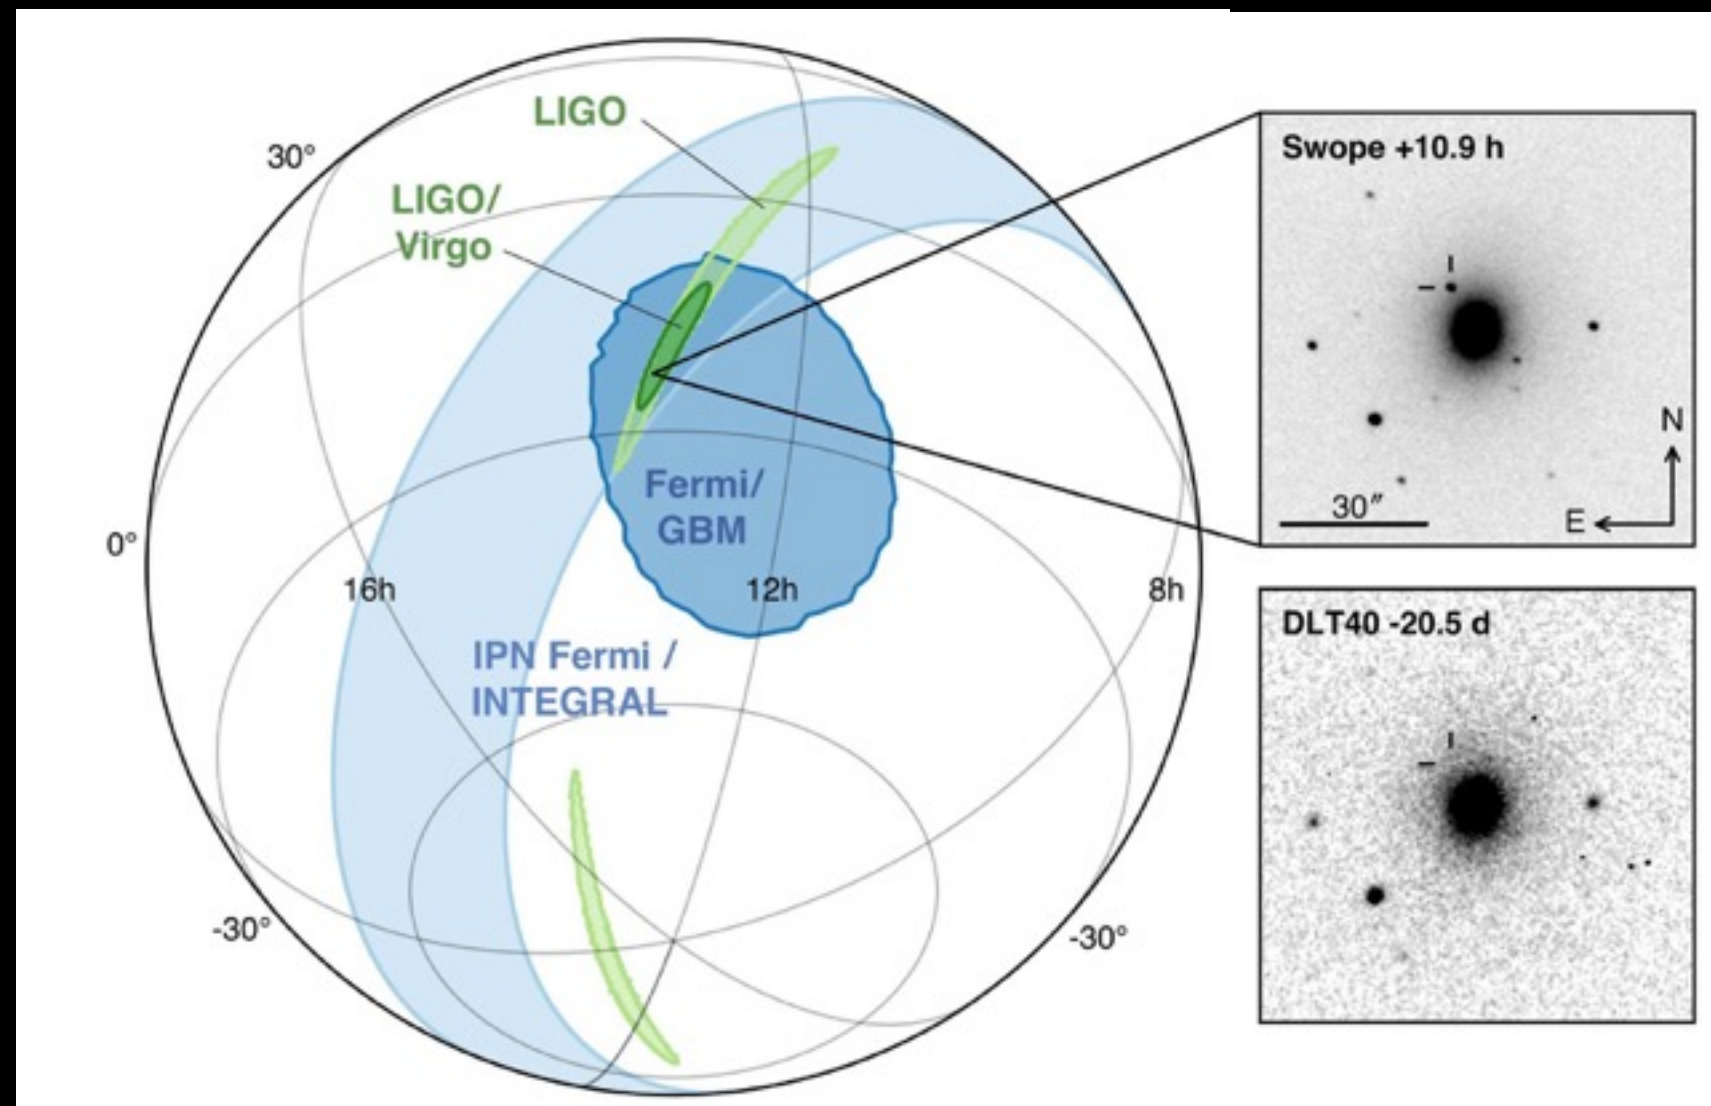 LIGO
30°
LIGO/
Virgo
0°
Fermi/
GBM
16h
12h
8h
IPN Fermi /
INTEGRAL
-30°
-30°
Swope +10.9 h
N
30″
E
DLT40 -20.5 d